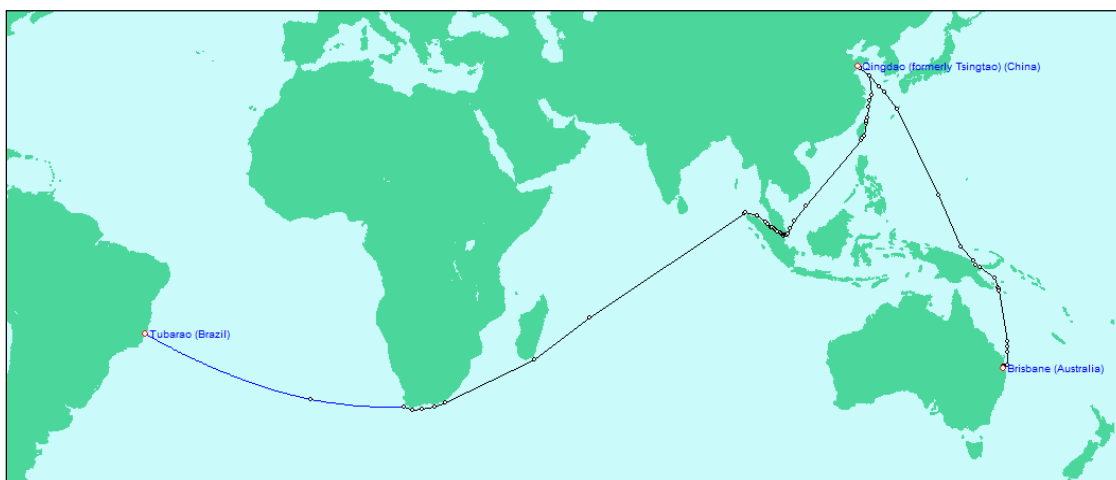 Qingdao (formerly Tsingtao) (China)
Tubarao (Brazil)
Brisbane (Australia)